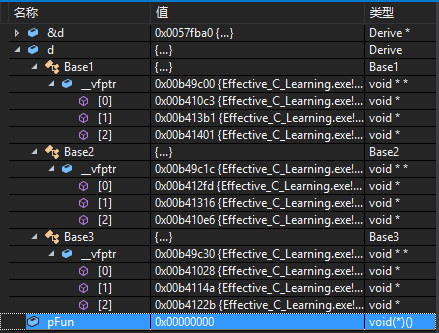 名称 值 类型
&d 0x0057fba0 {...} Derive *
d {...} Derive
Base1 {...} Base1
__vfptr 0x00b49c00 {Effective_C_Learning.exe!... void * *
[0] 0x00b410c3 {Effective_C_Learning.exe!... void *
[1] 0x00b413b1 {Effective_C_Learning.exe!... void *
[2] 0x00b41401 {Effective_C_Learning.exe!... void *
Base2 {...} Base2
__vfptr 0x00b49c1c {Effective_C_Learning.exe!... void * *
[0] 0x00b412fd {Effective_C_Learning.exe!... void *
[1] 0x00b41316 {Effective_C_Learning.exe!... void *
[2] 0x00b410e6 {Effective_C_Learning.exe!... void *
Base3 {...} Base3
__vfptr 0x00b49c30 {Effective_C_Learning.exe!... void * *
[0] 0x00b41028 {Effective_C_Learning.exe!... void *
[1] 0x00b4114a {Effective_C_Learning.exe!... void *
[2] 0x00b4122b {Effective_C_Learning.exe!... void *
pFun 0x00000000 void(*)()